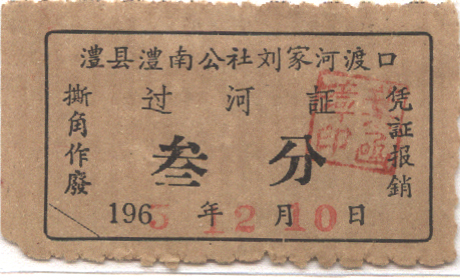 澧县澧南公社刘家河渡口
过河証
叁分
撕角作廢
凭証报銷
1965年12月10日